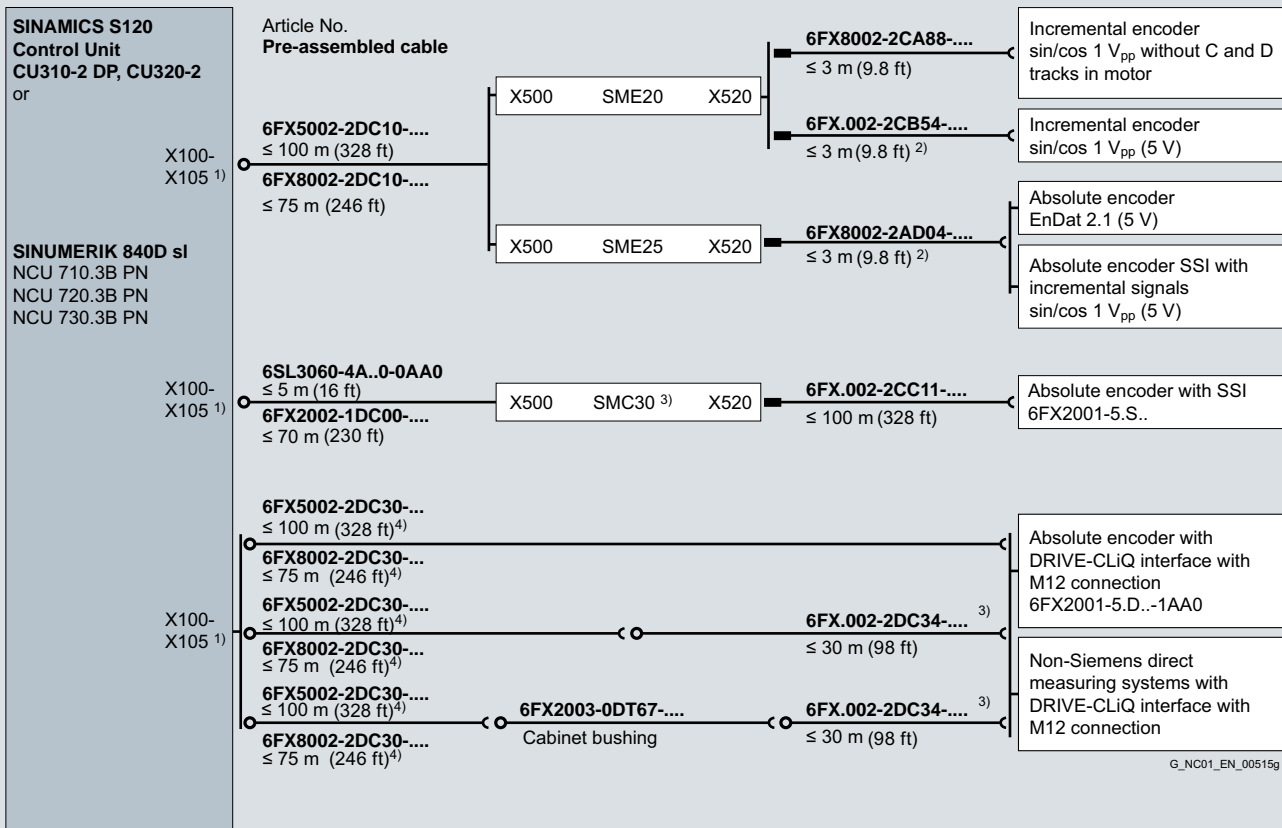 SINAMICS S120
Control Unit
CU310-2 DP, CU320-2
or
X100-
X105 1)
SINUMERIK 840D sl
NCU 710.3B PN
NCU 720.3B PN
NCU 730.3B PN
X100-
X105 1)
X100-
X105 1)
Article No.
Pre-assembled cable
6FX5002-2DC10-....
≤ 100 m (328 ft)
6FX8002-2DC10-....
≤ 75 m (246 ft)
X500 SME20 X520
6FX8002-2CA88-....
≤ 3 m (9.8 ft)
Incremental encoder
sin/cos 1 Vpp without C and D
tracks in motor
6FX.002-2CB54-....
≤ 3 m (9.8 ft) 2)
Incremental encoder
sin/cos 1 Vpp (5 V)
X500 SME25 X520
6FX8002-2AD04-....
≤ 3 m (9.8 ft) 2)
Absolute encoder
EnDat 2.1 (5 V)
Absolute encoder SSI with
incremental signals
sin/cos 1 Vpp (5 V)
6SL3060-4A..0-0AA0
≤ 5 m (16 ft)
6FX2002-1DC00-....
≤ 70 m (230 ft)
X500 SMC30 3) X520
6FX.002-2CC11-....
≤ 100 m (328 ft)
Absolute encoder with SSI
6FX2001-5.S..
6FX5002-2DC30-...
≤ 100 m (328 ft)4)
6FX8002-2DC30-...
≤ 75 m (246 ft)4)
6FX5002-2DC30-....
≤ 100 m (328 ft)4)
6FX8002-2DC30-...
≤ 75 m (246 ft)4)
6FX.002-2DC34-.... 3)
≤ 30 m (98 ft)
6FX5002-2DC30-....
≤ 100 m (328 ft)4)
6FX8002-2DC30-....
≤ 75 m (246 ft)4)
6FX2003-0DT67-....
Cabinet bushing
6FX.002-2DC34-.... 3)
≤ 30 m (98 ft)
Absolute encoder with
DRIVE-CLiQ interface with
M12 connection
6FX2001-5.D..-1AA0
Non-Siemens direct
measuring systems with
DRIVE-CLiQ interface with
M12 connection
G_NC01_EN_00515g